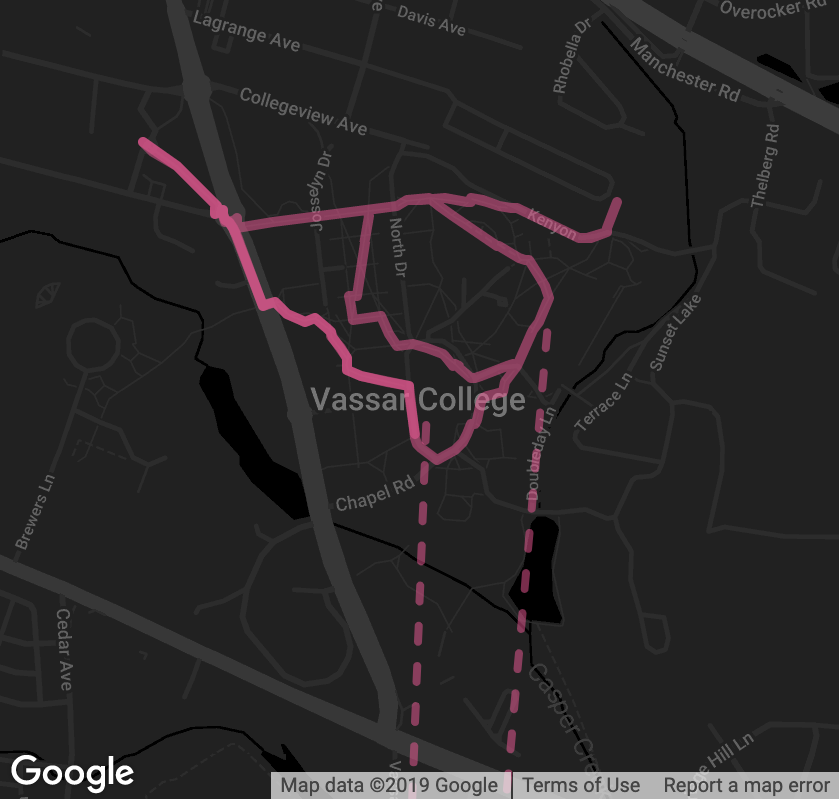 Lagrange Ave
Davis Ave
Overocker Rd
Rhobella Dr
Manchester Rd
Collegeview Ave
Thelberg Rd
Josselyn Dr
Kenyon
North Dr
Sunset Lake
Terrace Ln
Vassar College
Doubleday Ln
Chapel Rd
Brewers Ln
Cedar Ave
Casper Cre
ge Hill Ln
Google
Map data ©2019 Google
Terms of Use
Report a map error